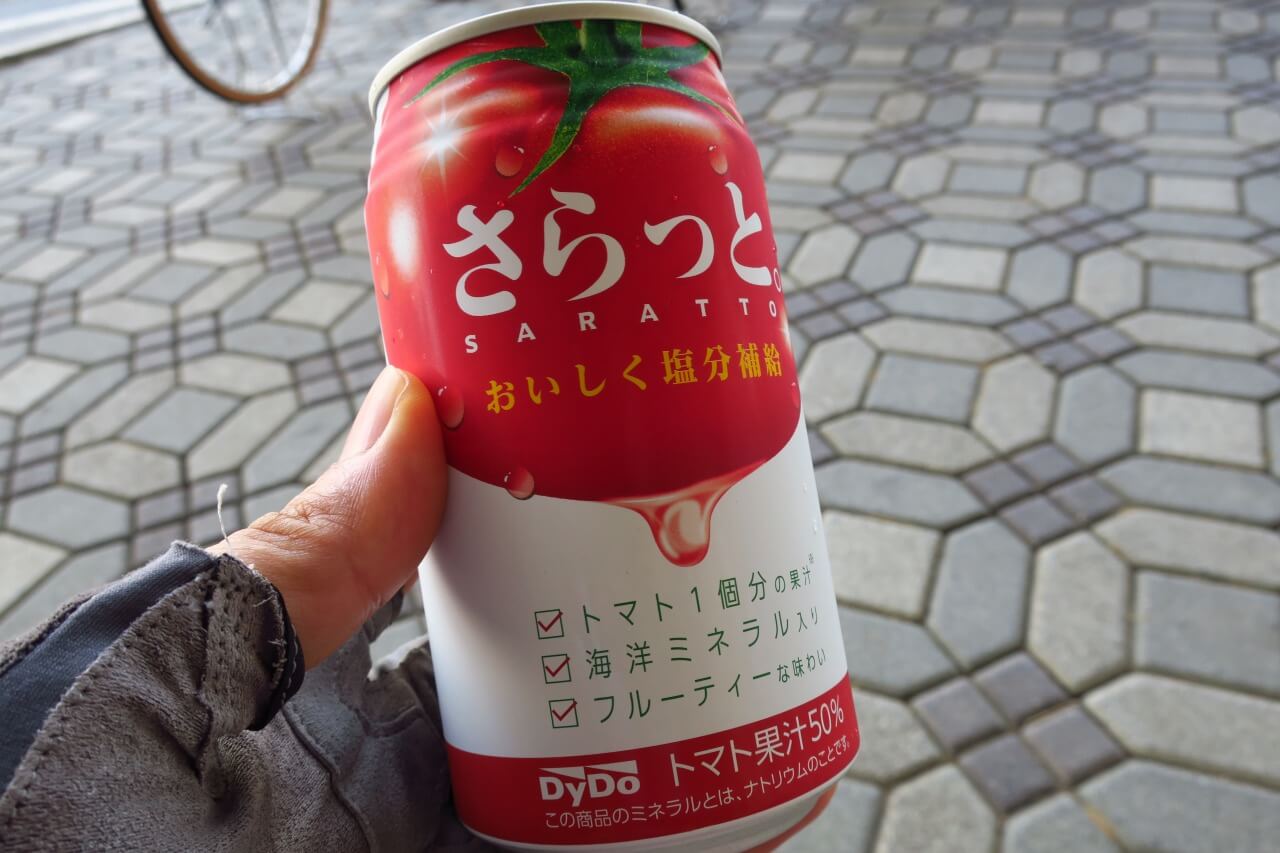 さらっと。
SARATTO
おいしく塩分補給
☑トマト1個分の果汁※
☑海洋ミネラル入り
☑フルーティーな味わい
DyDo トマト果汁50%
この商品のミネラルとは、ナトリウムのことです。